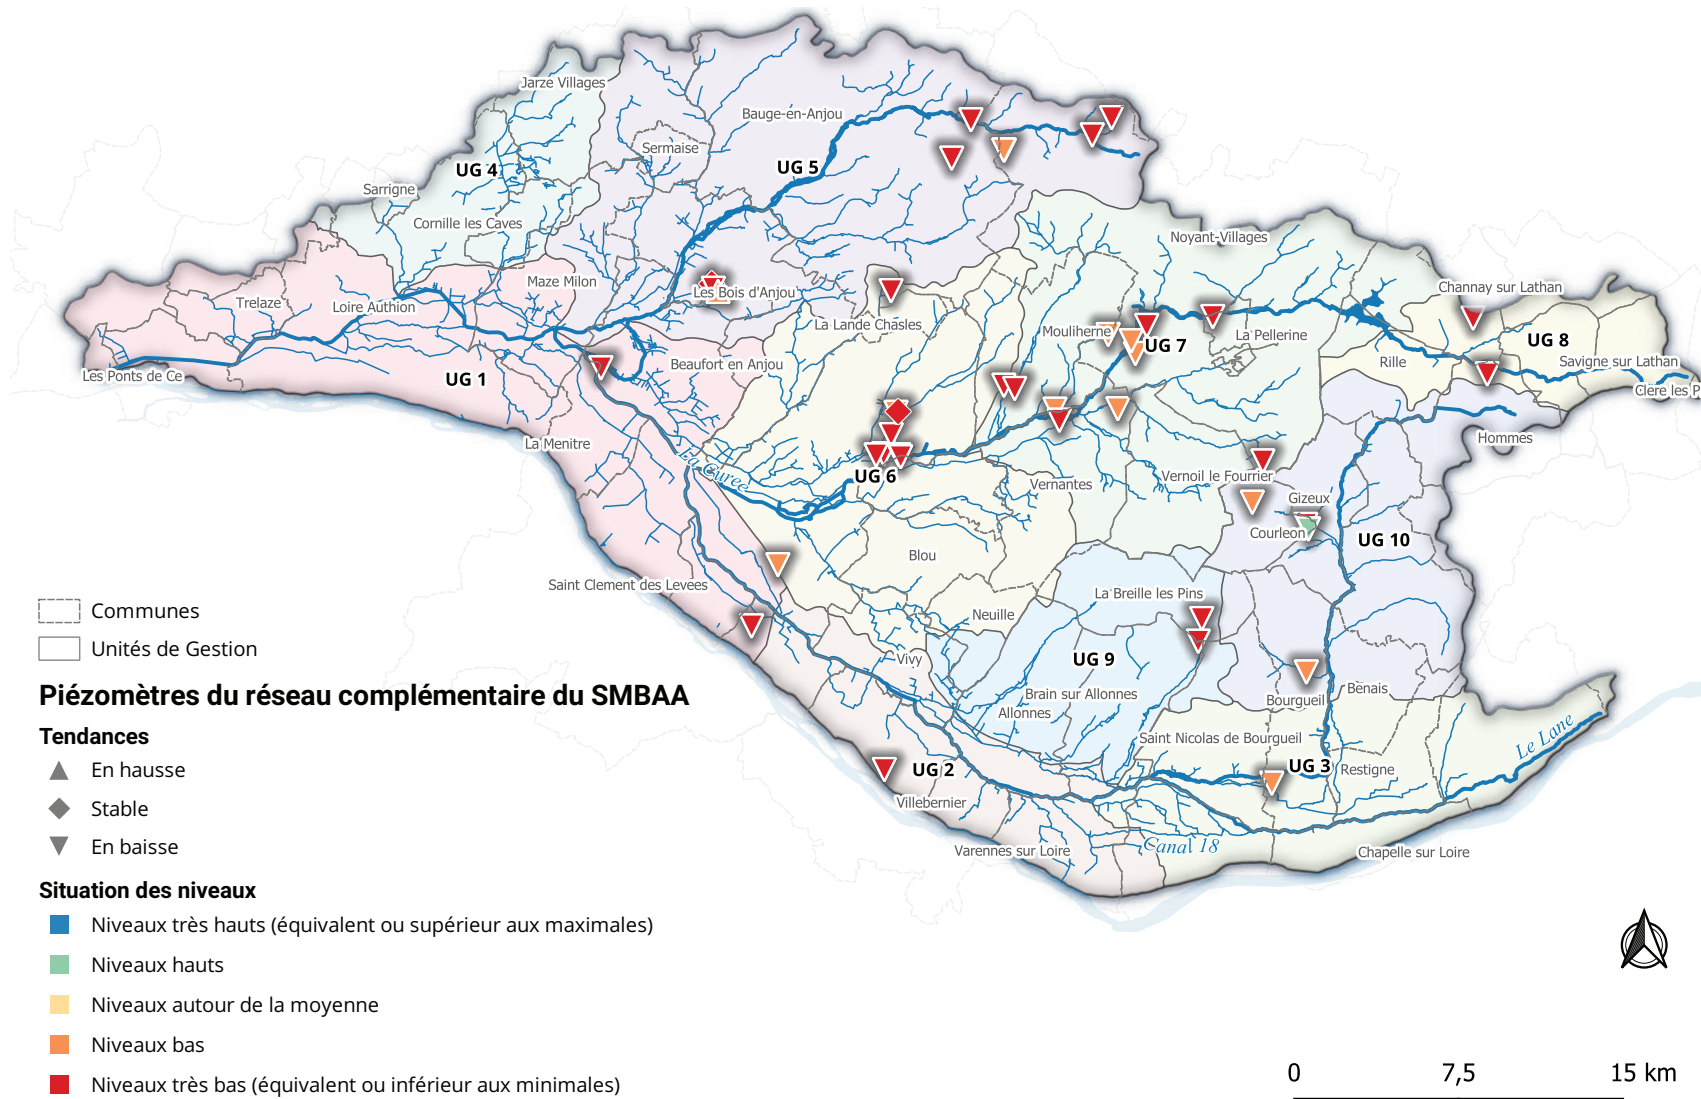 Jarze Villages
Bauge-en-Anjou
Sermaise
UG 4
UG 5
Sarrigne
Cornille les Caves
Noyant-Villages
Maze Milon
Les Bois d'Anjou
Channay sur Lathan
Trelaze
Loire Authion
La Lande Chasles
Mouliherne
La Pellerine
UG 7
UG 8
Rille
Savigne sur Lathan
Les Ponts de Ce
UG 1
Beaufort en Anjou
Clere les P
La Menitre
Hommes
La Curee
UG 6
Vernantes
Vernoil le Fourrier
Gizeux
Courleon
UG 10
Blou
Saint Clement des Levees
La Breille les Pins
Neuille
Vivy
UG 9
Brain sur Allonnes
Allonnes
Benais
Bourgueil
Saint Nicolas de Bourgueil
Le Lane
UG 2
UG 3
Restigne
Villebernier
Varennes sur Loire
Canal 18
Chapelle sur Loire
Communes
Unités de Gestion
Piézomètres du réseau complémentaire du SMBAA
Tendances
En hausse
Stable
En baisse
Situation des niveaux
Niveaux très hauts (équivalent ou supérieur aux maximales)
Niveaux hauts
Niveaux autour de la moyenne
Niveaux bas
Niveaux très bas (équivalent ou inférieur aux minimales)
0 7,5 15 km